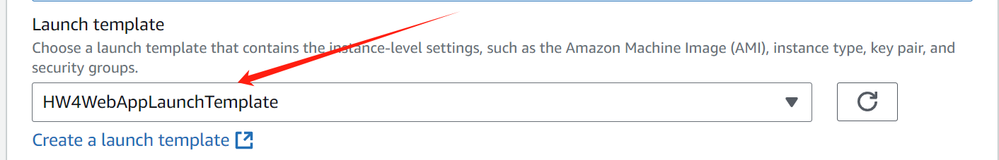 Launch template
Choose a launch template that contains the instance-level settings, such as the Amazon Machine Image (AMI), instance type, key pair, and
security groups.
HW4WebAppLaunchTemplate
Create a launch template